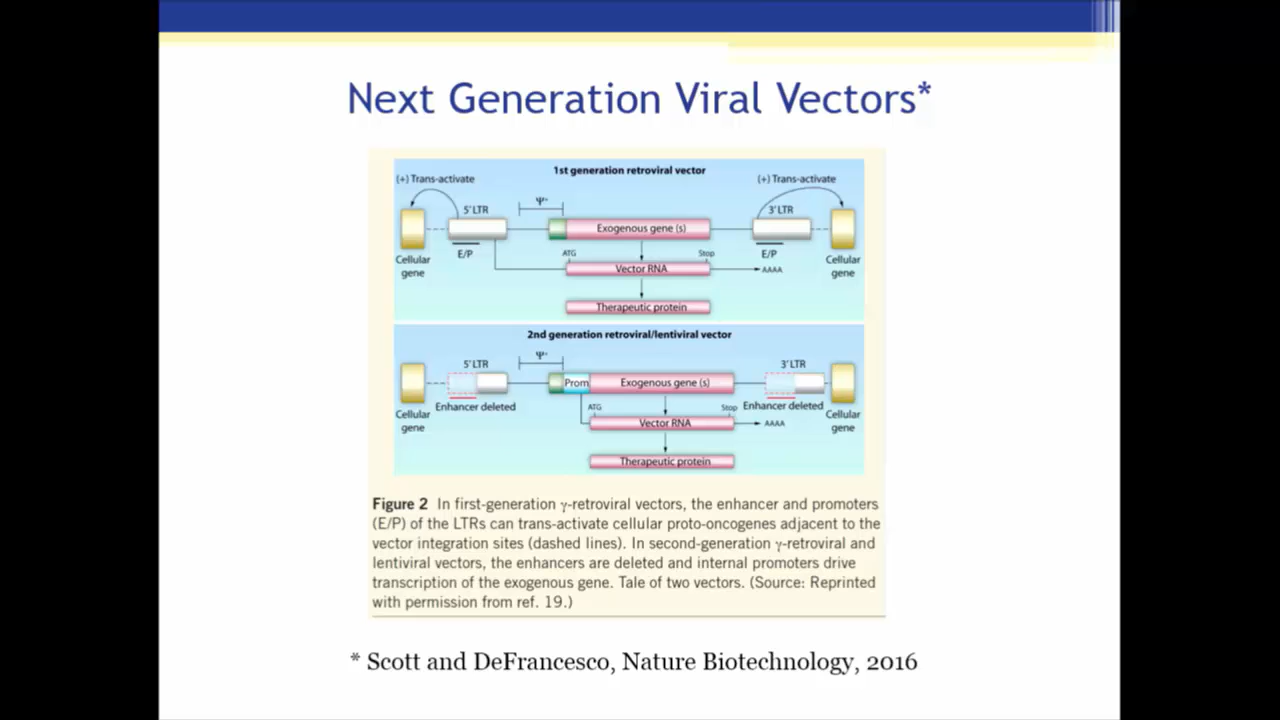 Next Generation Viral Vectors*
1st generation retroviral vector
(+) Trans-activate
(+) Trans-activate
5' LTR
Ψ+
3' LTR
Exogenous gene (s)
E/P
E/P
Cellular
gene
ATG
Stop
Cellular
gene
Vector RNA
AAAA
Therapeutic protein
2nd generation retroviral/lentiviral vector
5' LTR
Ψ+
3' LTR
Prom
Exogenous gene (s)
Enhancer deleted
Enhancer deleted
Cellular
gene
ATG
Stop
Cellular
gene
Vector RNA
AAAA
Therapeutic protein
Figure 2 In first-generation γ-retroviral vectors, the enhancer and promoters
(E/P) of the LTRs can trans-activate cellular proto-oncogenes adjacent to the
vector integration sites (dashed lines). In second-generation γ-retroviral and
lentiviral vectors, the enhancers are deleted and internal promoters drive
transcription of the exogenous gene. Tale of two vectors. (Source: Reprinted
with permission from ref. 19.)
* Scott and DeFrancesco, Nature Biotechnology, 2016